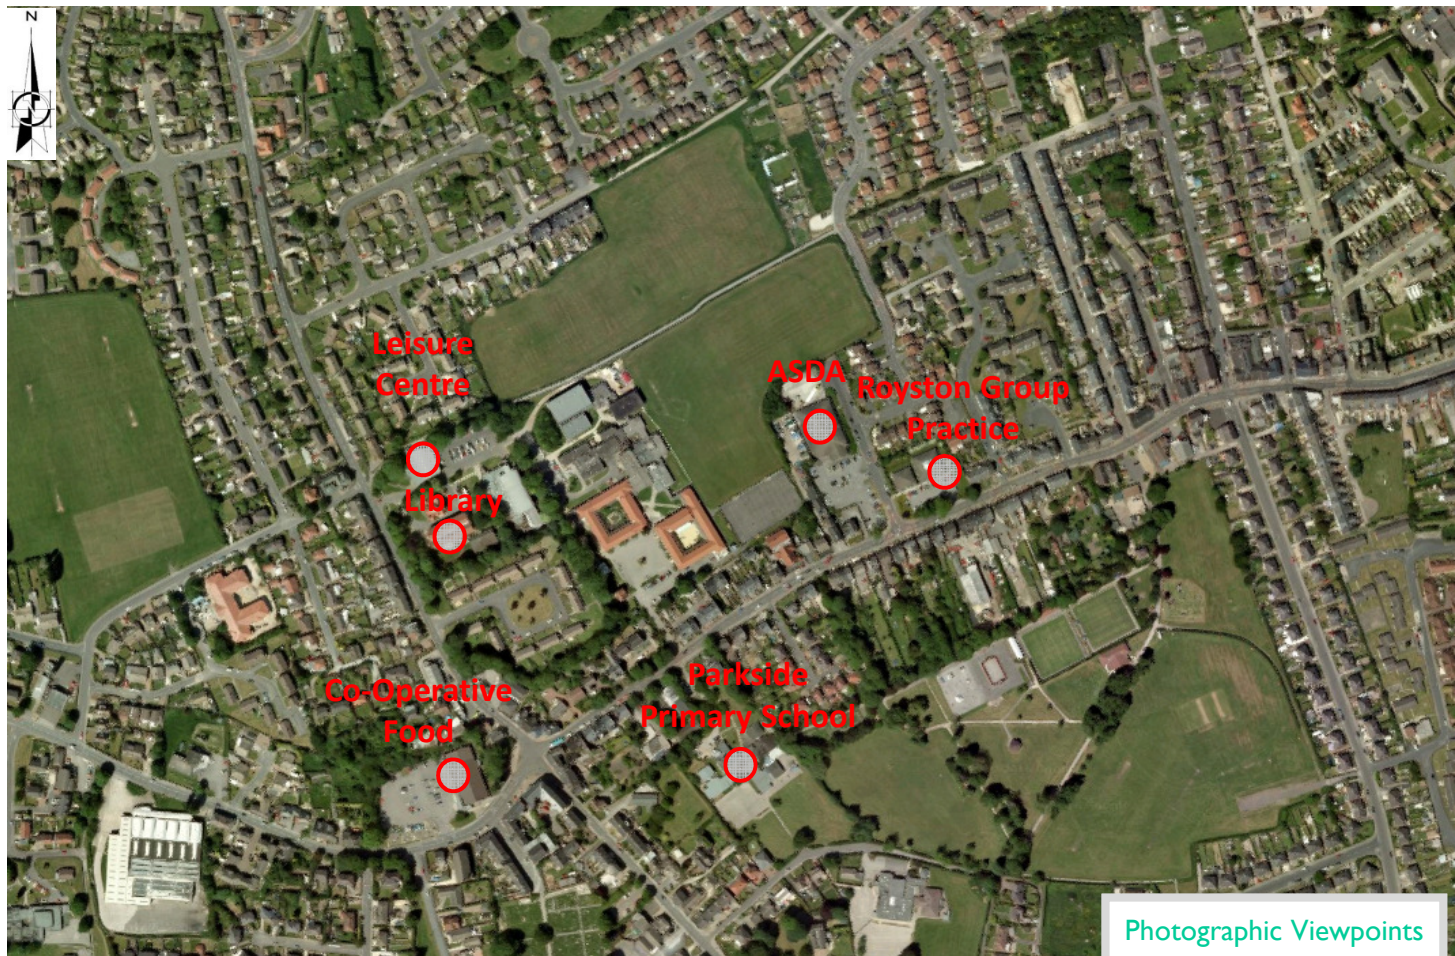 N
Leisure
Centre
ASDA
Royston Group
Practice
Library
Parkside
Primary School
Co-Operative
Food
Photographic Viewpoints